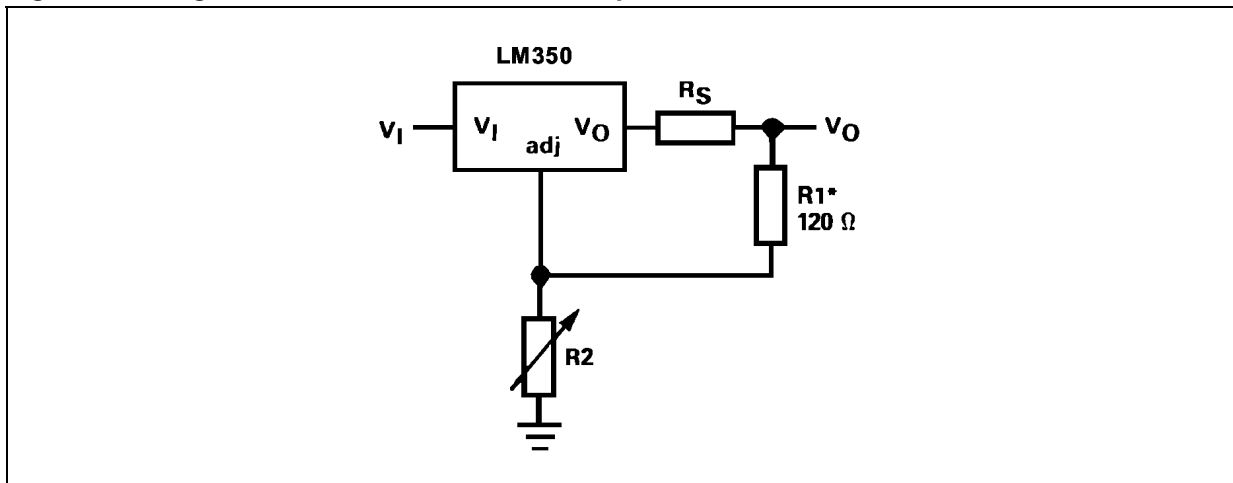 LM350
V_I
V_I
adj
V_O
R_S
V_O
R1*
120 Ω
R2